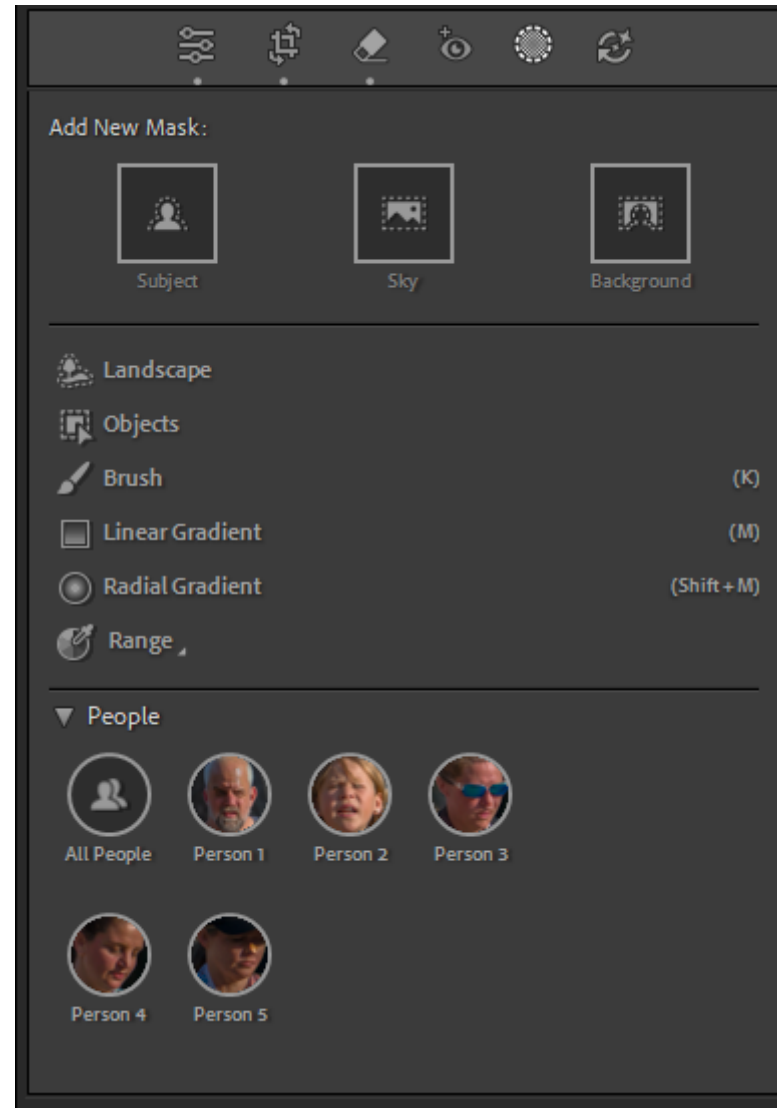 Add New Mask:
Subject Sky Background
Landscape
Objects
Brush (K)
Linear Gradient (M)
Radial Gradient (Shift + M)
Range
People
All People Person 1 Person 2 Person 3
Person 4 Person 5